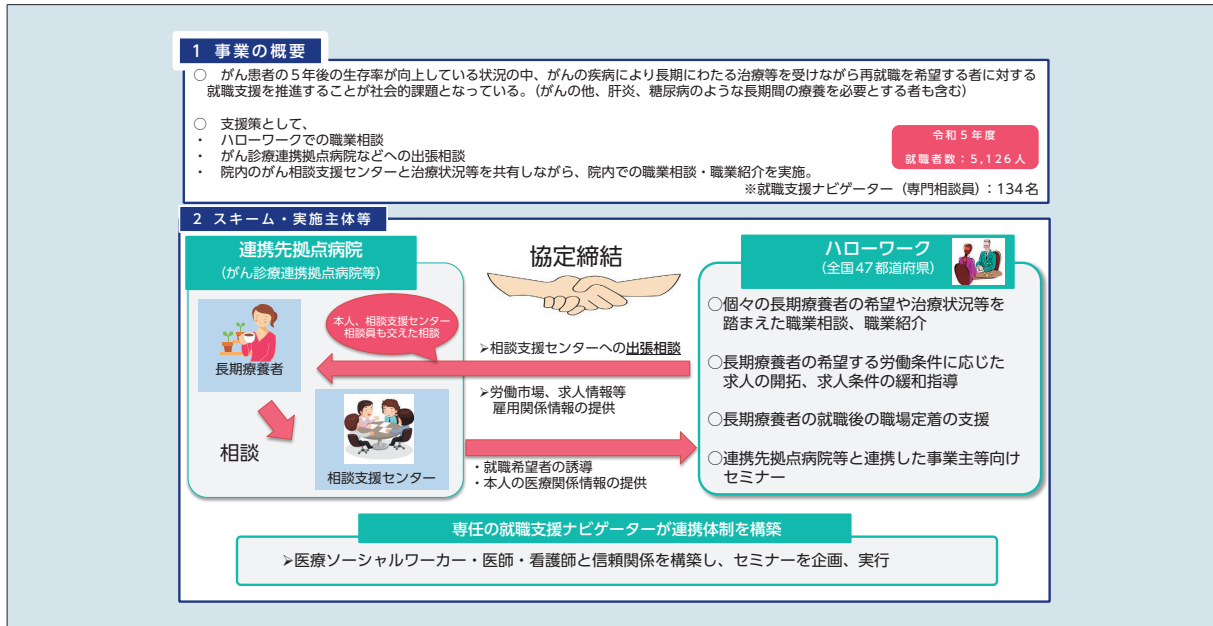 1 事業の概要
○ がん患者の5年後の生存率が向上している状況の中、がんの疾病により長期にわたる治療等を受けながら再就職を希望する者に対する
就職支援を推進することが社会的課題となっている。(がんの他、肝炎、糖尿病のような長期間の療養を必要とする者も含む)
○ 支援策として、
・ ハローワークでの職業相談
・ がん診療連携拠点病院などへの出張相談
・ 院内のがん相談支援センターと治療状況等を共有しながら、院内での職業相談・職業紹介を実施。
令和5年度
就職者数:5,126人
※就職支援ナビゲーター(専門相談員):134名
2 スキーム・実施主体等
連携先拠点病院
(がん診療連携拠点病院等)
長期療養者
本人、相談支援センター
相談員も交えた相談
相談
相談支援センター
協定締結
➢相談支援センターへの出張相談
➢労働市場、求人情報等
雇用関係情報の提供
・就職希望者の誘導
・本人の医療関係情報の提供
ハローワーク
(全国47都道府県)
○個々の長期療養者の希望や治療状況等を
踏まえた職業相談、職業紹介
○長期療養者の希望する労働条件に応じた
求人の開拓、求人条件の緩和指導
○長期療養者の就職後の職場定着の支援
○連携先拠点病院等と連携した事業主等向け
セミナー
専任の就職支援ナビゲーターが連携体制を構築
➢医療ソーシャルワーカー・医師・看護師と信頼関係を構築し、セミナーを企画、実行